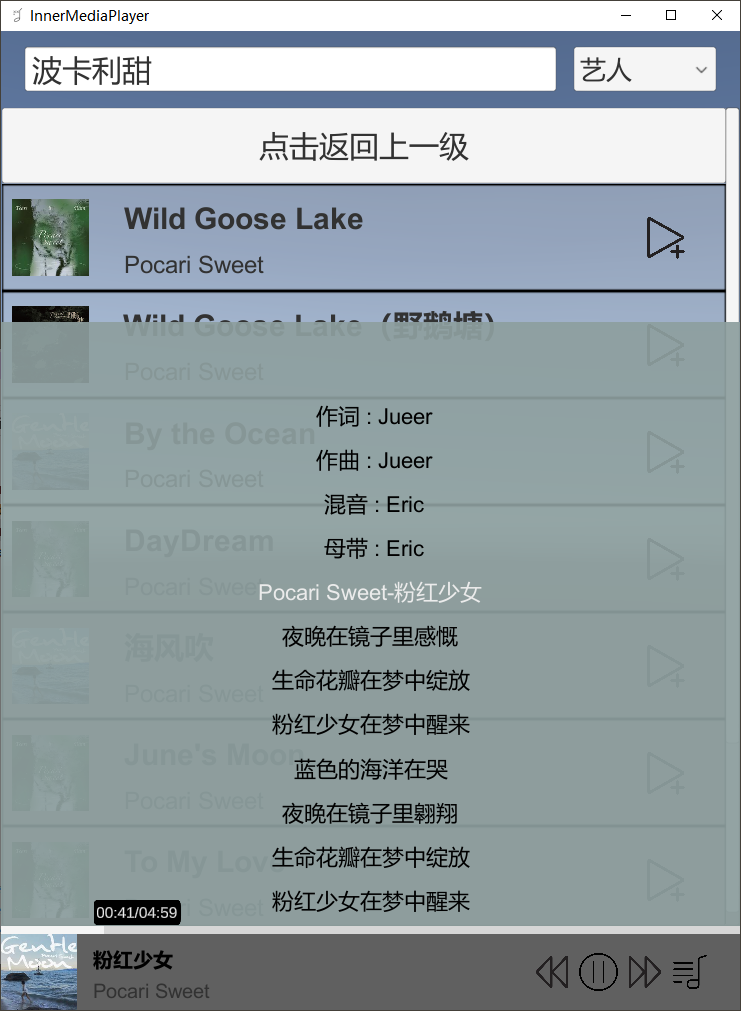 InnerMediaPlayer
波卡利甜
艺人
点击返回上一级
Wild Goose Lake
Pocari Sweet
Wild Goose Lake（野鹅塘）
Pocari Sweet
By the Ocean
Pocari Sweet
DayDream
Pocari Sweet
海风吹
Pocari Sweet
June's Moon
Pocari Sweet
To My Love
作词 : Jueer
作曲 : Jueer
混音 : Eric
母带 : Eric
Pocari Sweet-粉红少女
夜晚在镜子里感慨
生命花瓣在梦中绽放
粉红少女在梦中醒来
蓝色的海洋在哭
夜晚在镜子里翱翔
生命花瓣在梦中绽放
粉红少女在梦中醒来
00:41/04:59
Gentle
Moon
粉红少女
Pocari Sweet